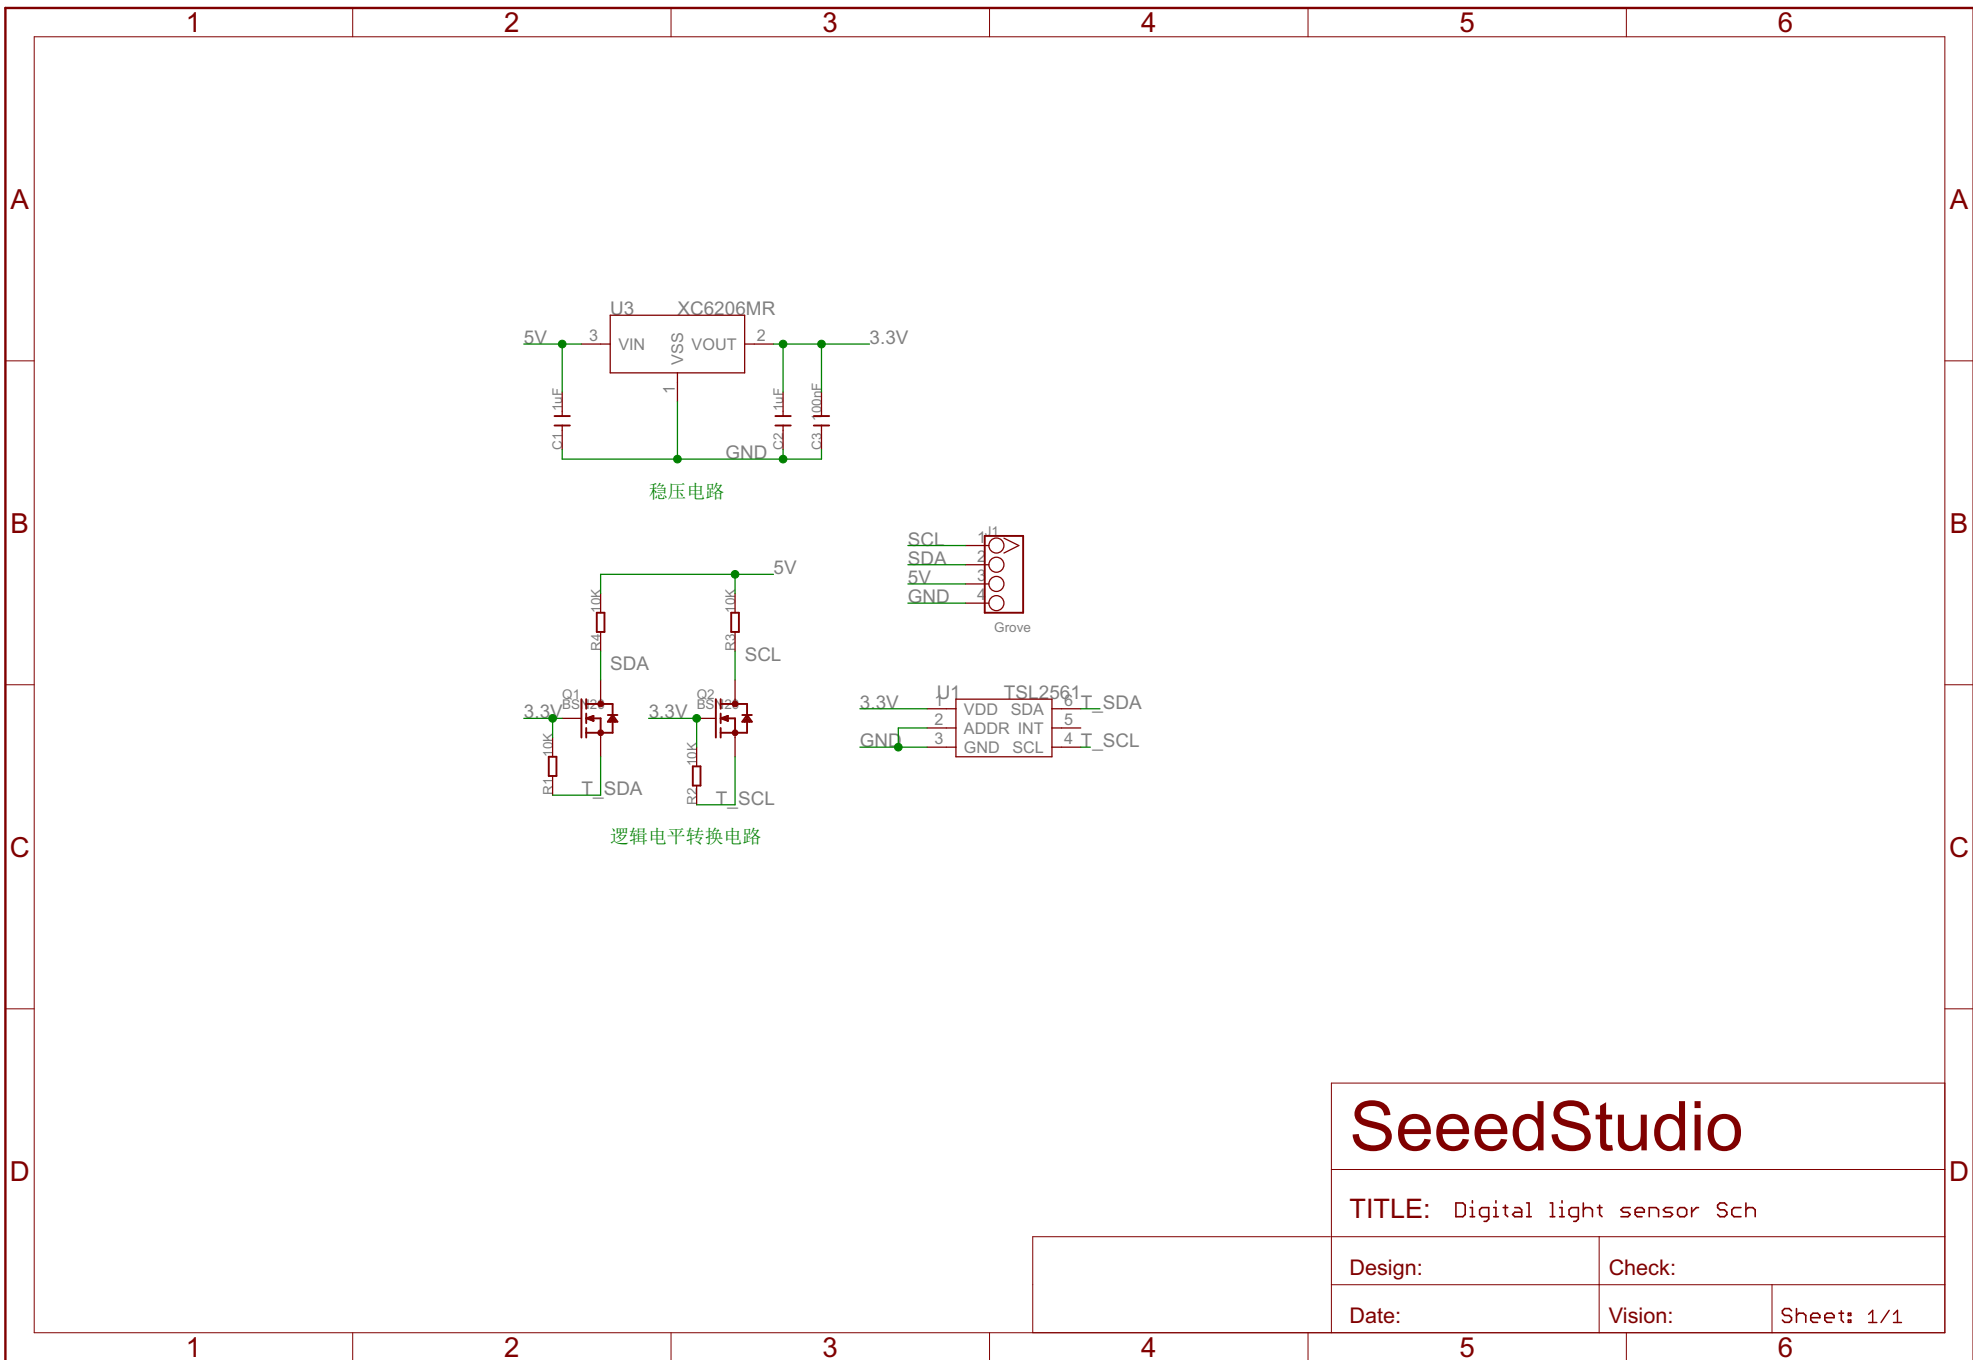 1 2 3 4 5 6
A A
U3 XC6206MR
5V 3 VIN VSS VOUT 2 3.3V
1
1uF 1uF 100nF
C1 C2 C3
GND
稳压电路
B B
J1
SCL 1
SDA 2
5V 3
GND 4
Grove
5V
10K 10K
R4 R3
SDA SCL
Q1 Q2
3.3V 3.3V
10K 10K
R1 R2
T_SDA T_SCL
逻辑电平转换电路
U1 TSL2561
3.3V 1 VDD SDA 6 T_SDA
2 ADDR INT 5
GND 3 GND SCL 4 T_SCL
C C
D D
SeeedStudio
TITLE: Digital light sensor Sch
Design: Check:
Date: Vision: Sheet: 1/1
1 2 3 4 5 6